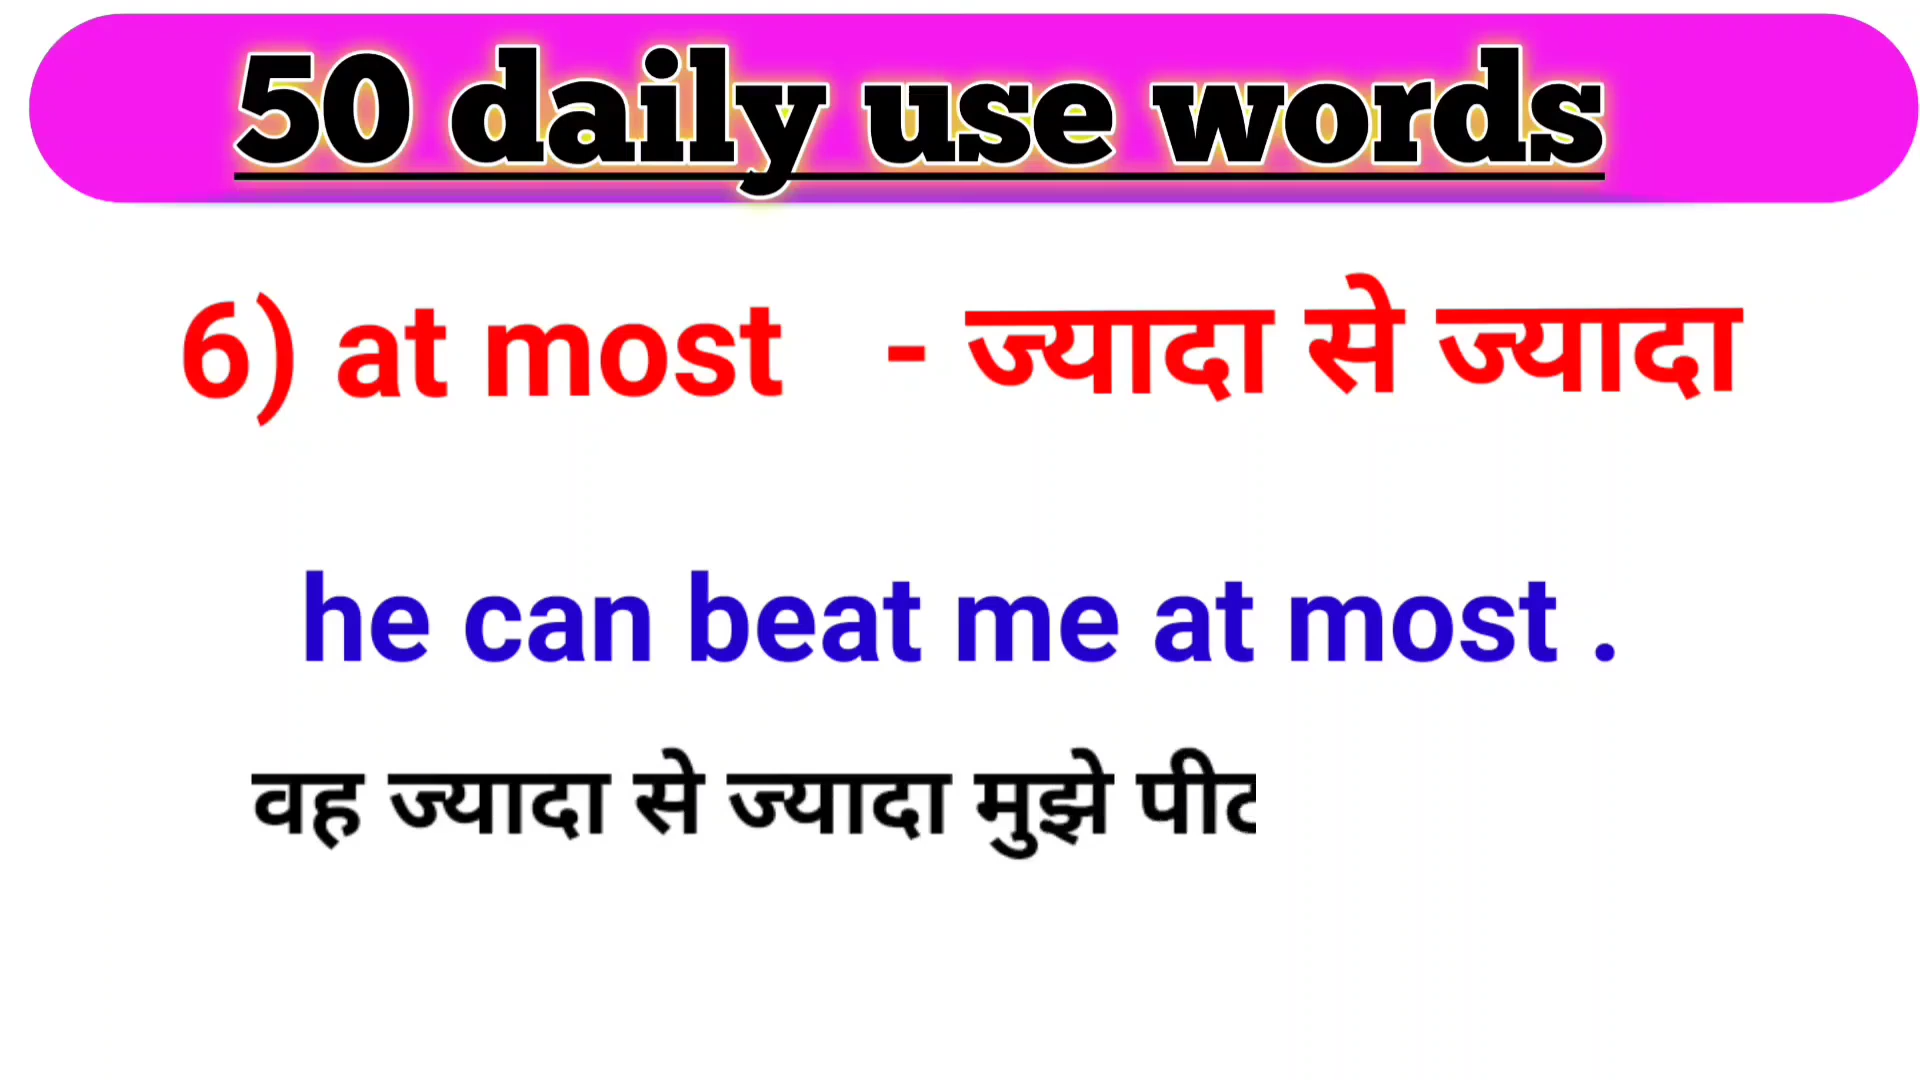 50 daily use words
6) at most - ज्यादा से ज्यादा
he can beat me at most .
वह ज्यादा से ज्यादा मुझे